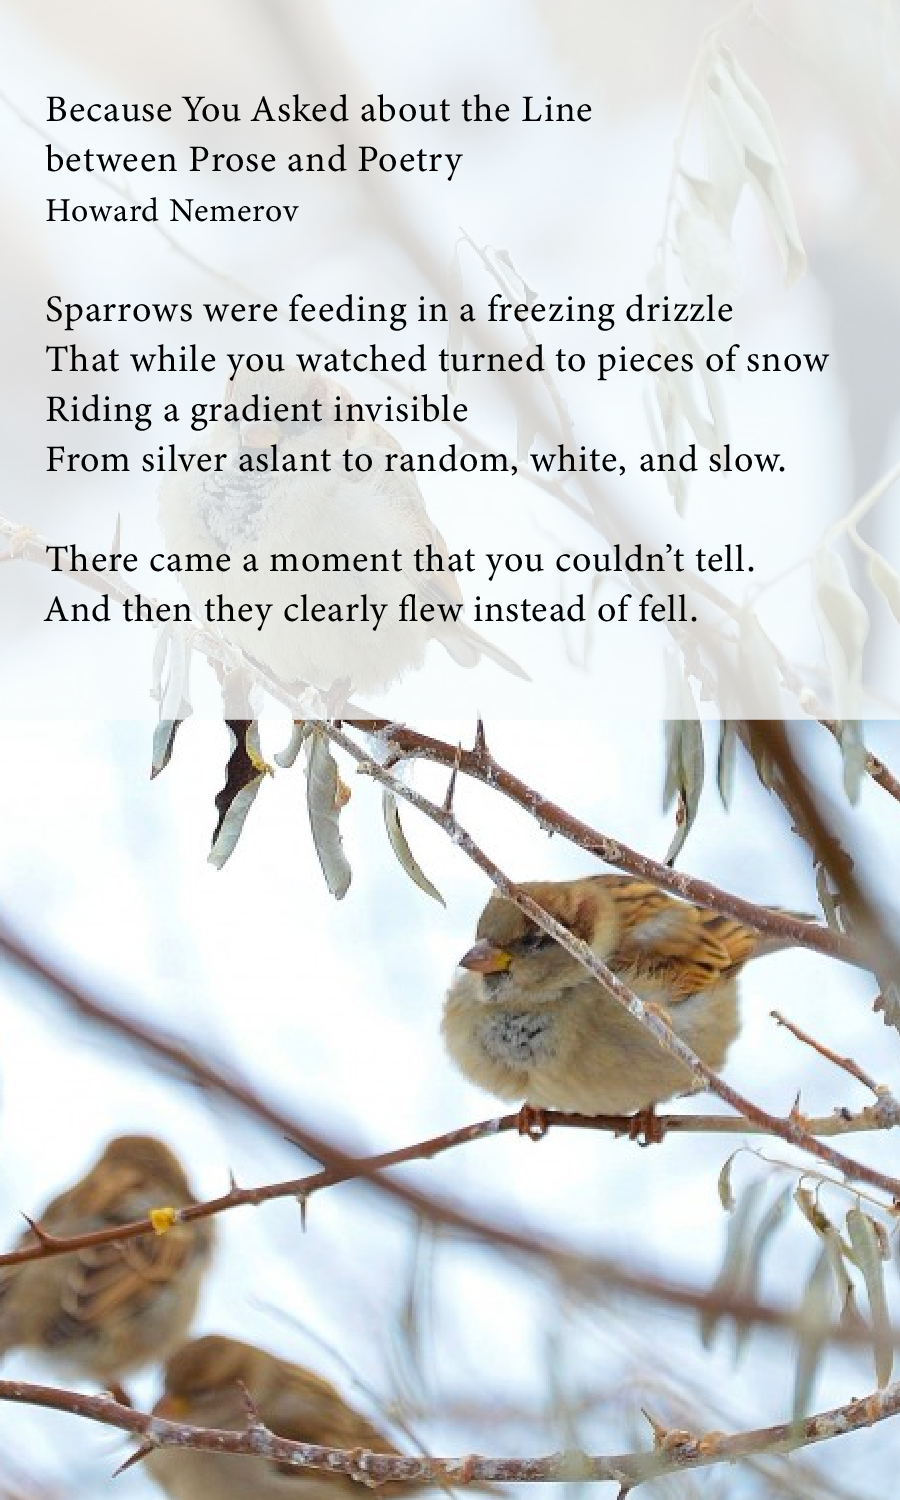 Because You Asked about the Line
between Prose and Poetry
Howard Nemerov
Sparrows were feeding in a freezing drizzle
That while you watched turned to pieces of snow
Riding a gradient invisible
From silver aslant to random, white, and slow.
There came a moment that you couldn’t tell.
And then they clearly flew instead of fell.